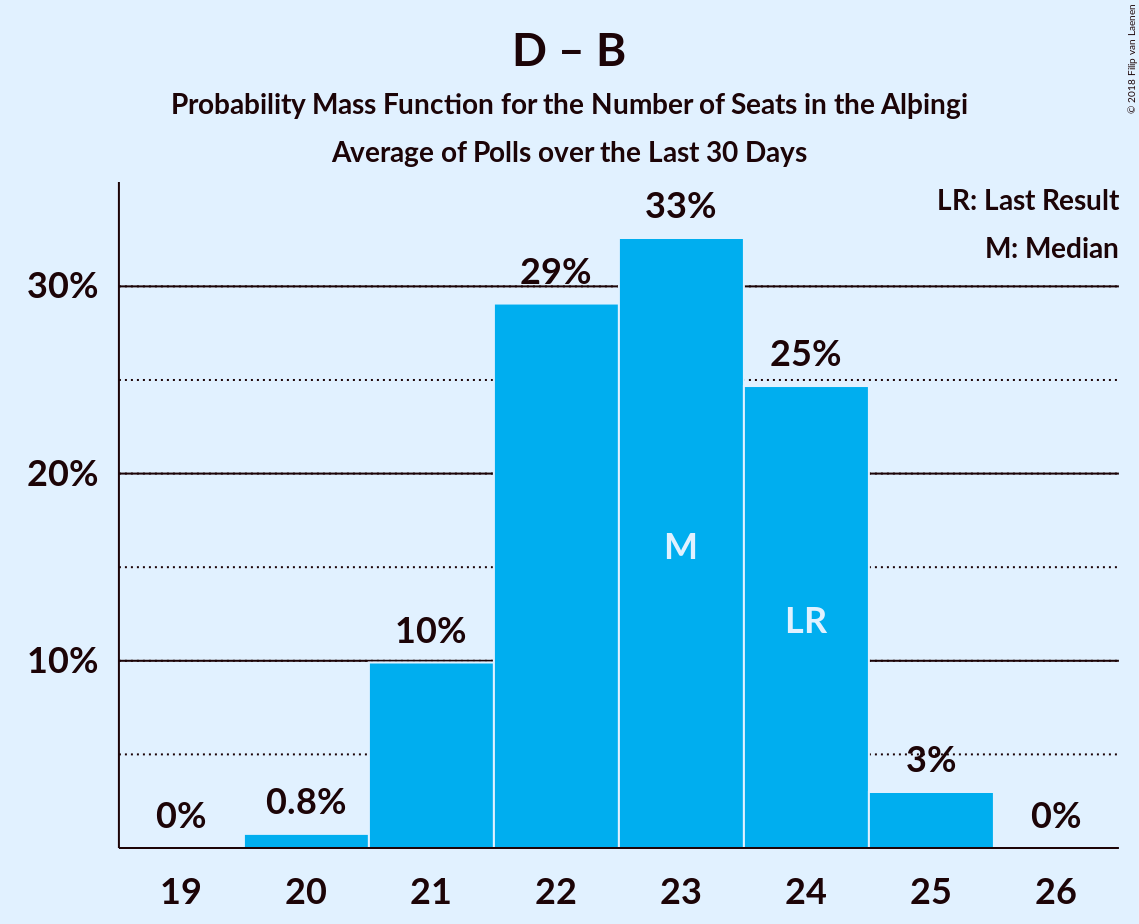 D – B
Probability Mass Function for the Number of Seats in the Alþingi
Average of Polls over the Last 30 Days
© 2018 Filip van Laenen
LR: Last Result
M: Median
30%
20%
10%
0%
0.8%
10%
29%
33%
25%
3%
0%
M
LR
19 20 21 22 23 24 25 26